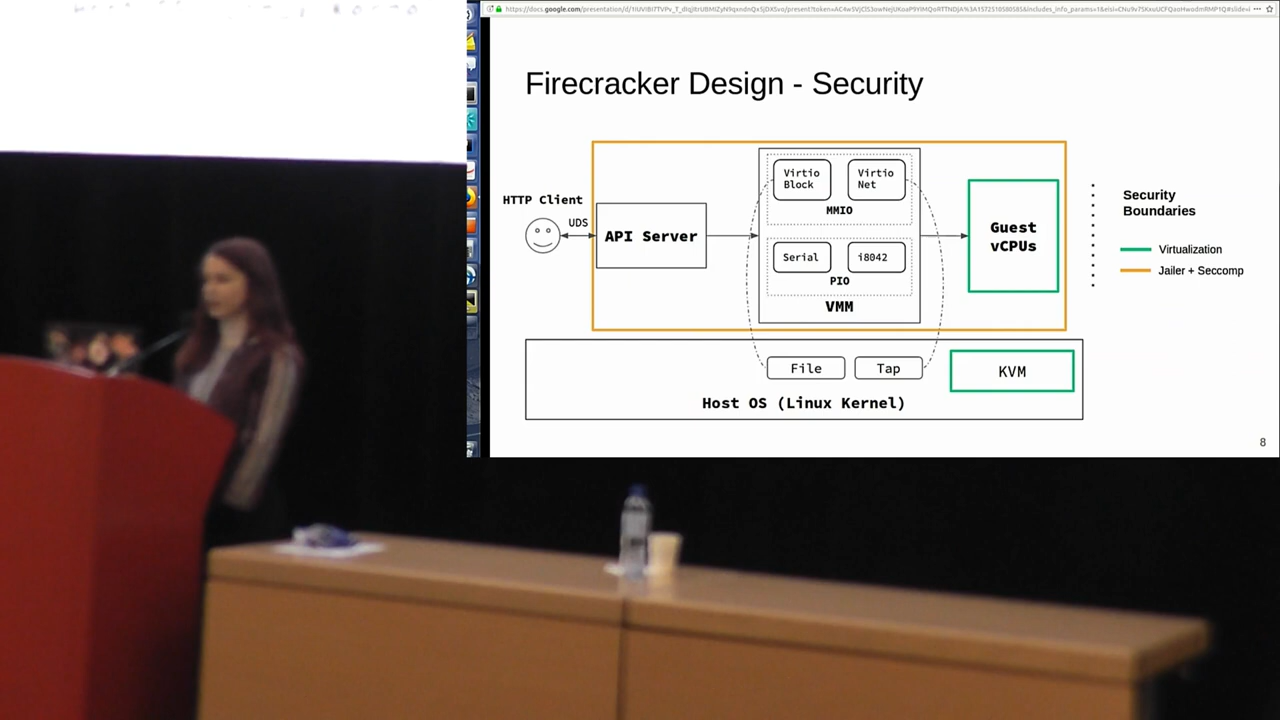 Firecracker Design - Security
HTTP Client
UDS
API Server
Virtio
Block
Virtio
Net
MMIO
Serial
i8042
PIO
VMM
Guest
vCPUs
Security
Boundaries
Virtualization
Jailer + Seccomp
File
Tap
KVM
Host OS (Linux Kernel)
8